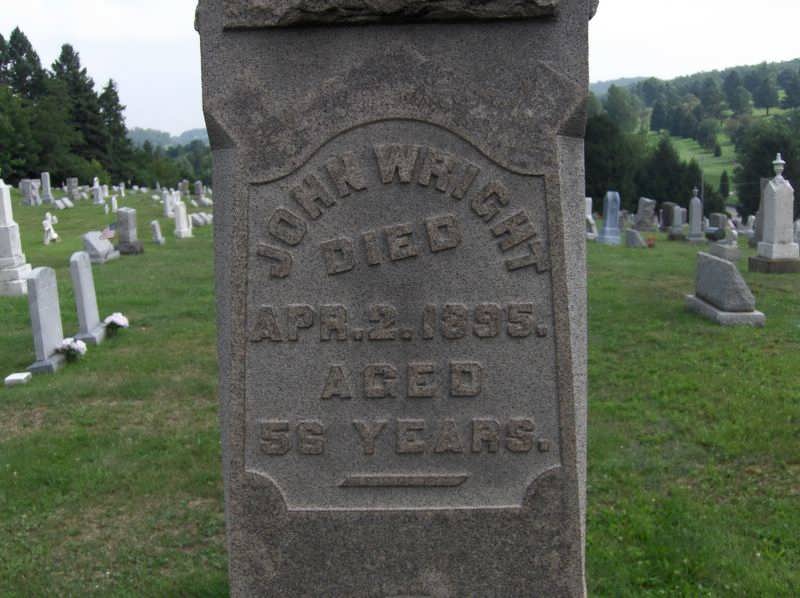 JOHN WRIGHT
DIED
APR. 2. 1895.
AGED
56 YEARS.